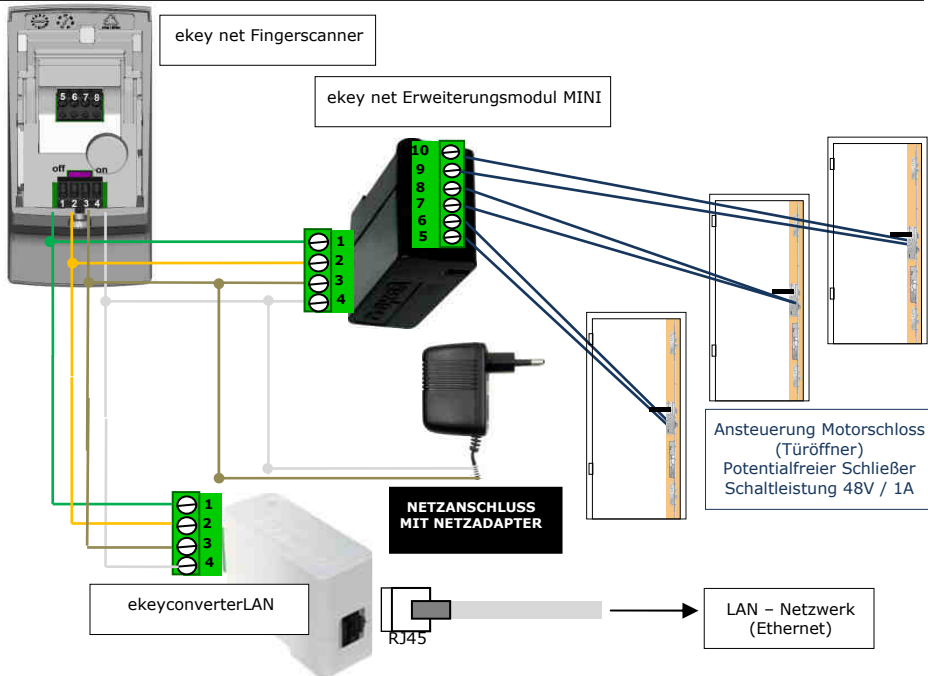 ekey net Fingerscanner
5 6 7 8
off on
1 2 3 4
ekey net Erweiterungsmodul MINI
10
9
8
7
6
5
1
2
3
4
Ansteuerung Motorschloss
(Türöffner)
Potentialfreier Schließer
Schaltleistung 48V / 1A
NETZANSCHLUSS
MIT NETZADAPTER
1
2
3
4
ekeyconverterLAN
RJ45
LAN – Netzwerk
(Ethernet)